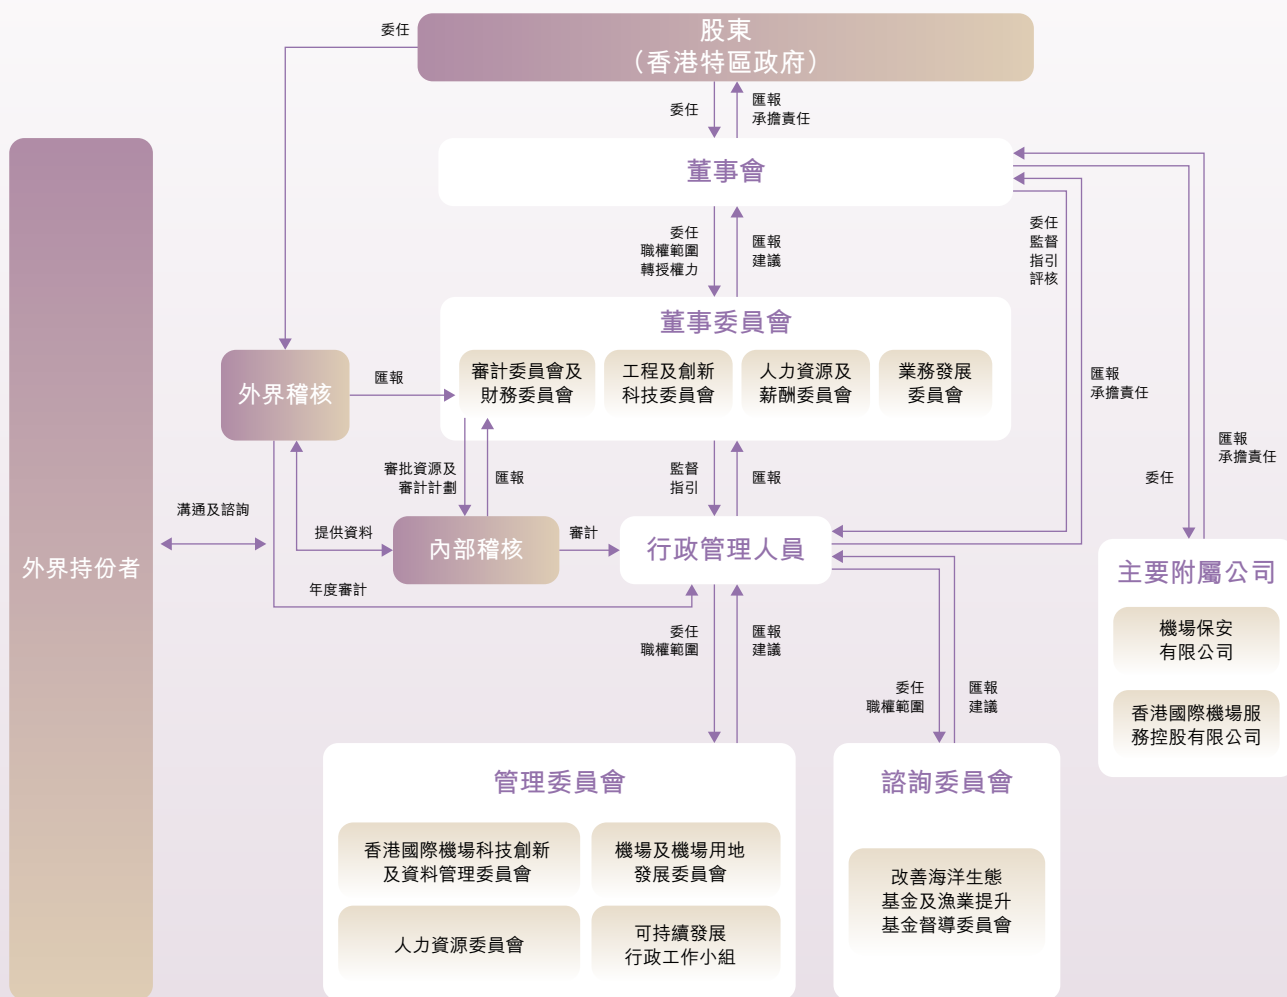 股東
（香港特區政府）
委任
委任
匯報
承擔責任
董事會
委任
職權範圍
轉授權力
匯報
建議
委任
監督
指引
評核
董事委員會
審計委員會及
財務委員會
工程及創新
科技委員會
人力資源及
薪酬委員會
業務發展
委員會
外界稽核
匯報
匯報
承擔責任
匯報
承擔責任
委任
審批資源及
審計計劃
匯報
監督
指引
匯報
溝通及諮詢
外界持份者
提供資料
內部稽核
審計
行政管理人員
年度審計
主要附屬公司
機場保安
有限公司
香港國際機場服
務控股有限公司
委任
職權範圍
匯報
建議
委任
職權範圍
匯報
建議
管理委員會
香港國際機場科技創新
及資料管理委員會
機場及機場用地
發展委員會
人力資源委員會
可持續發展
行政工作小組
諮詢委員會
改善海洋生態
基金及漁業提升
基金督導委員會